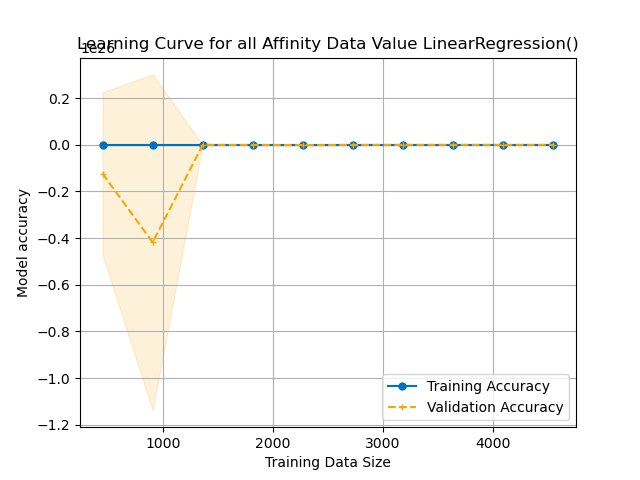 Learning Curve for all Affinity Data Value LinearRegression()
1e26
0.2
0.0
−0.2
−0.4
−0.6
−0.8
−1.0
−1.2
Model accuracy
Training Accuracy
Validation Accuracy
1000 2000 3000 4000
Training Data Size